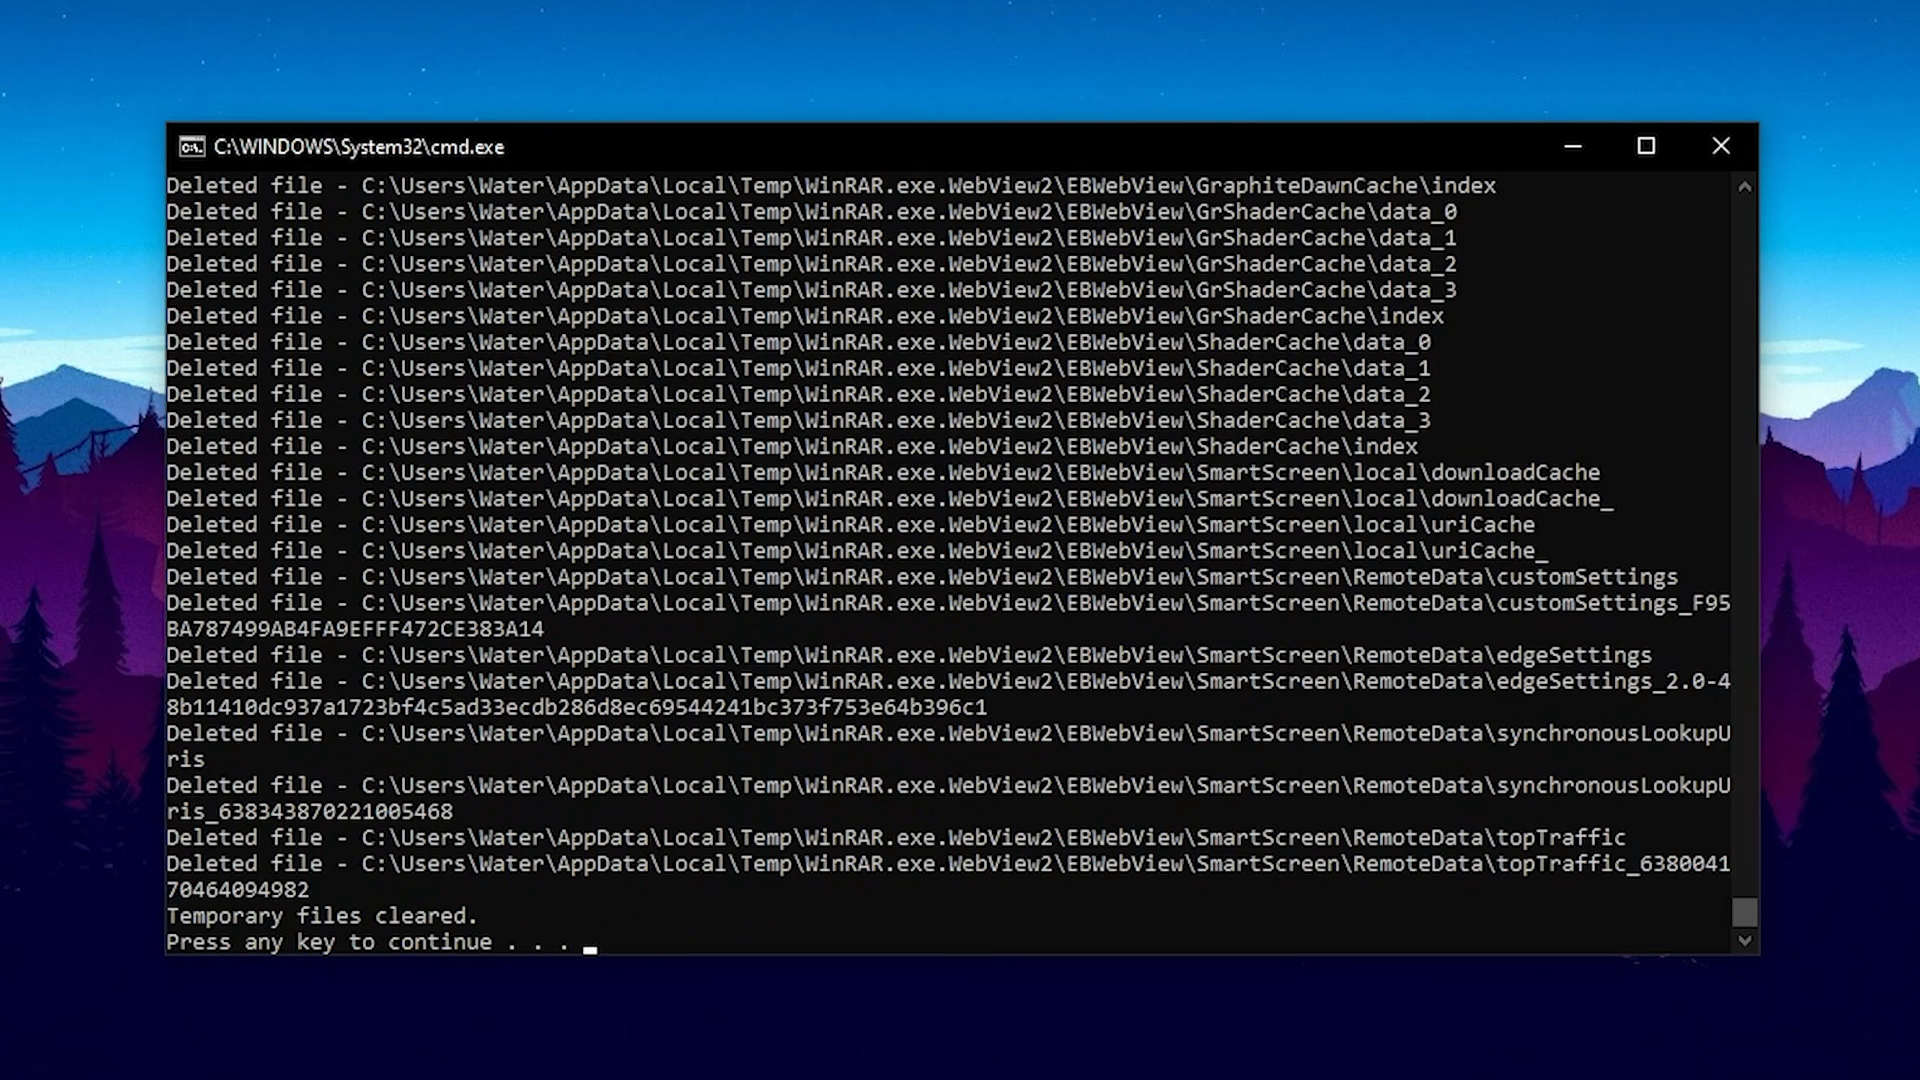 C:\WINDOWS\System32\cmd.exe
Deleted file - C:\Users\Water\AppData\Local\Temp\WinRAR.exe.WebView2\EBWebView\GraphiteDawnCache\index
Deleted file - C:\Users\Water\AppData\Local\Temp\WinRAR.exe.WebView2\EBWebView\GrShaderCache\data_0
Deleted file - C:\Users\Water\AppData\Local\Temp\WinRAR.exe.WebView2\EBWebView\GrShaderCache\data_1
Deleted file - C:\Users\Water\AppData\Local\Temp\WinRAR.exe.WebView2\EBWebView\GrShaderCache\data_2
Deleted file - C:\Users\Water\AppData\Local\Temp\WinRAR.exe.WebView2\EBWebView\GrShaderCache\data_3
Deleted file - C:\Users\Water\AppData\Local\Temp\WinRAR.exe.WebView2\EBWebView\GrShaderCache\index
Deleted file - C:\Users\Water\AppData\Local\Temp\WinRAR.exe.WebView2\EBWebView\ShaderCache\data_0
Deleted file - C:\Users\Water\AppData\Local\Temp\WinRAR.exe.WebView2\EBWebView\ShaderCache\data_1
Deleted file - C:\Users\Water\AppData\Local\Temp\WinRAR.exe.WebView2\EBWebView\ShaderCache\data_2
Deleted file - C:\Users\Water\AppData\Local\Temp\WinRAR.exe.WebView2\EBWebView\ShaderCache\data_3
Deleted file - C:\Users\Water\AppData\Local\Temp\WinRAR.exe.WebView2\EBWebView\ShaderCache\index
Deleted file - C:\Users\Water\AppData\Local\Temp\WinRAR.exe.WebView2\EBWebView\SmartScreen\local\downloadCache
Deleted file - C:\Users\Water\AppData\Local\Temp\WinRAR.exe.WebView2\EBWebView\SmartScreen\local\downloadCache_
Deleted file - C:\Users\Water\AppData\Local\Temp\WinRAR.exe.WebView2\EBWebView\SmartScreen\local\uriCache
Deleted file - C:\Users\Water\AppData\Local\Temp\WinRAR.exe.WebView2\EBWebView\SmartScreen\local\uriCache_
Deleted file - C:\Users\Water\AppData\Local\Temp\WinRAR.exe.WebView2\EBWebView\SmartScreen\RemoteData\customSettings
Deleted file - C:\Users\Water\AppData\Local\Temp\WinRAR.exe.WebView2\EBWebView\SmartScreen\RemoteData\customSettings_F95
BA787499AB4FA9EFFF472CE383A14
Deleted file - C:\Users\Water\AppData\Local\Temp\WinRAR.exe.WebView2\EBWebView\SmartScreen\RemoteData\edgeSettings
Deleted file - C:\Users\Water\AppData\Local\Temp\WinRAR.exe.WebView2\EBWebView\SmartScreen\RemoteData\edgeSettings_2.0-4
8b11410dc937a1723bf4c5ad33ecdb286d8ec69544241bc373f753e64b396c1
Deleted file - C:\Users\Water\AppData\Local\Temp\WinRAR.exe.WebView2\EBWebView\SmartScreen\RemoteData\synchronousLookupU
ris
Deleted file - C:\Users\Water\AppData\Local\Temp\WinRAR.exe.WebView2\EBWebView\SmartScreen\RemoteData\synchronousLookupU
ris_638343870221005468
Deleted file - C:\Users\Water\AppData\Local\Temp\WinRAR.exe.WebView2\EBWebView\SmartScreen\RemoteData\topTraffic
Deleted file - C:\Users\Water\AppData\Local\Temp\WinRAR.exe.WebView2\EBWebView\SmartScreen\RemoteData\topTraffic_6380041
70464094982
Temporary files cleared.
Press any key to continue . . .